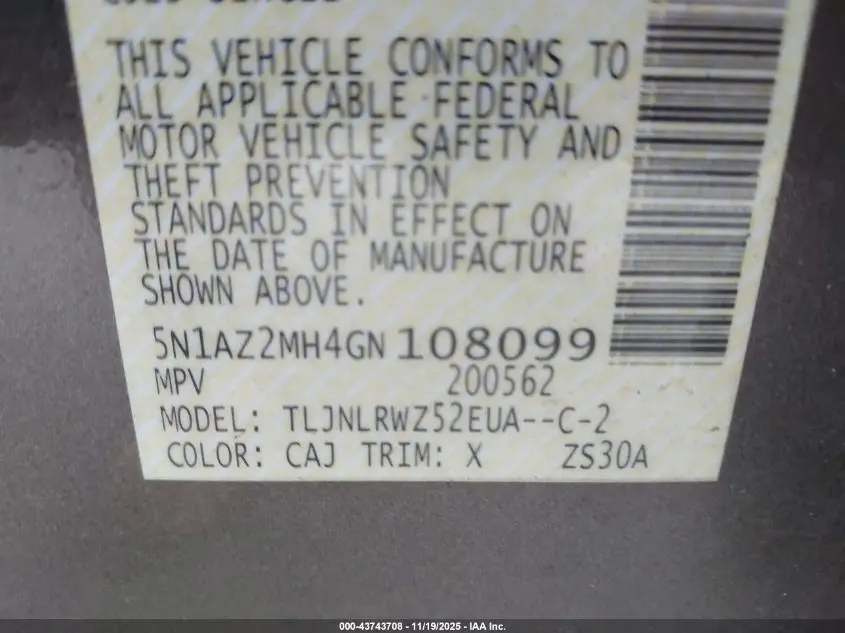 THIS VEHICLE CONFORMS TO
ALL APPLICABLE FEDERAL
MOTOR VEHICLE SAFETY AND
THEFT PREVENTION
STANDARDS IN EFFECT ON
THE DATE OF MANUFACTURE
SHOWN ABOVE.
5N1AZ2MH4GN108099
MPV 200562
MODEL: TLJNLRWZ52EUA--C-2
COLOR: CAJ TRIM: X ZS30A
000-43743708 - 11/19/2025 - IAA Inc.